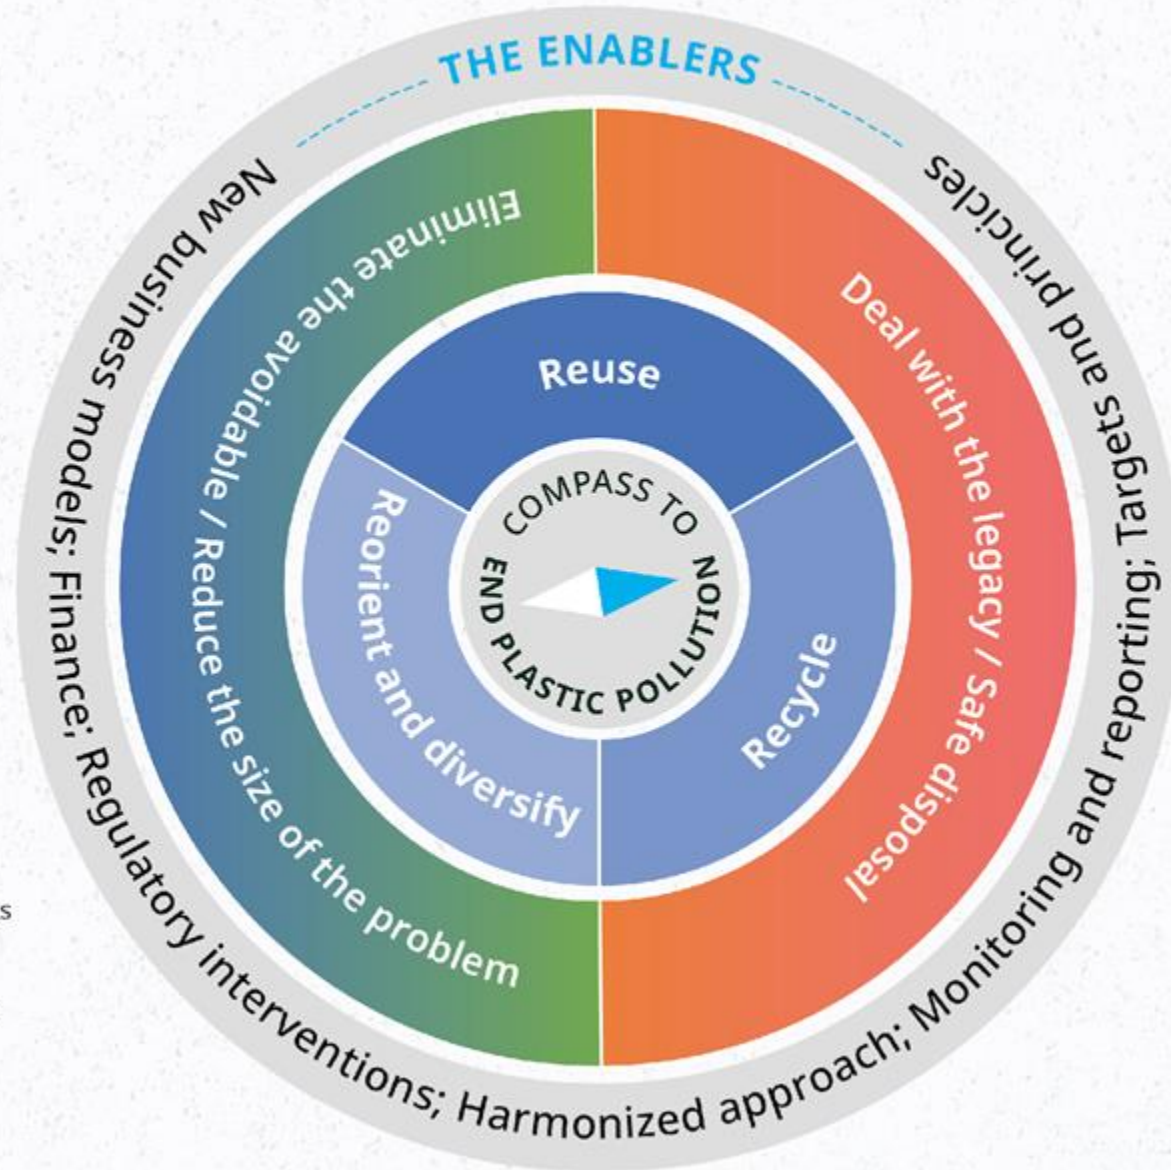 THE ENABLERS
New business models; Finance; Regulatory interventions; Harmonized approach; Monitoring and reporting; Targets and principles
Eliminate the avoidable / Reduce the size of the problem
Deal with the legacy / Safe disposal
Reuse
Reorient and diversify
Recycle
COMPASS TO
END PLASTIC POLLUTION
s